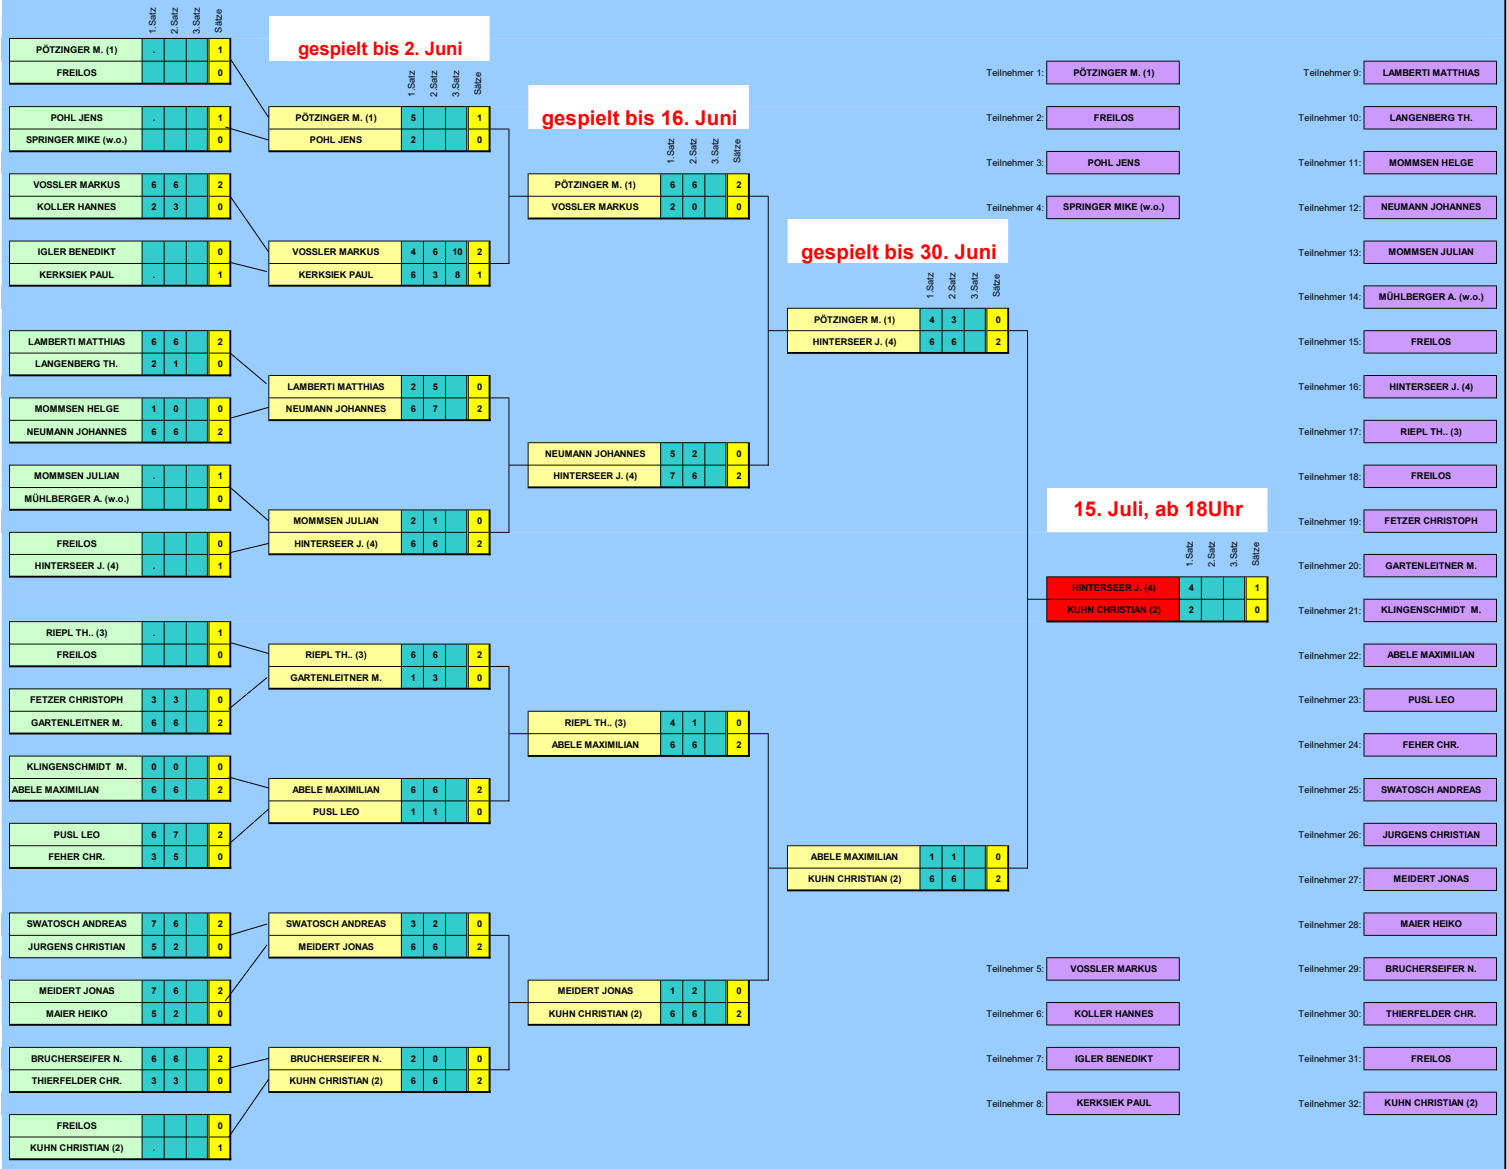 1.Satz 2.Satz 3.Satz Sätze
PÖTZINGER M. (1) . 1
FREILOS 0
POHL JENS . 1
SPRINGER MIKE (w.o.) 0
VOSSLER MARKUS 6 6 2
KOLLER HANNES 2 3 0
IGLER BENEDIKT 0
KERKSIEK PAUL . 1
LAMBERTI MATTHIAS 6 6 2
LANGENBERG TH. 2 1 0
MOMMSEN HELGE 1 0 0
NEUMANN JOHANNES 6 6 2
MOMMSEN JULIAN . 1
MÜHLBERGER A. (w.o.) 0
FREILOS 0
HINTERSEER J. (4) . 1
RIEPL TH.. (3) . 1
FREILOS 0
FETZER CHRISTOPH 3 3 0
GARTENLEITNER M. 6 6 2
KLINGENSCHMIDT M. 0 0 0
ABELE MAXIMILIAN 6 6 2
PUSL LEO 6 7 2
FEHER CHR. 3 5 0
SWATOSCH ANDREAS 7 6 2
JURGENS CHRISTIAN 5 2 0
MEIDERT JONAS 7 6 2
MAIER HEIKO 5 2 0
BRUCHERSEIFER N. 6 6 2
THIERFELDER CHR. 3 3 0
FREILOS 0
KUHN CHRISTIAN (2) . 1
gespielt bis 2. Juni
1.Satz 2.Satz 3.Satz Sätze
PÖTZINGER M. (1) 5 1
POHL JENS 2 0
VOSSLER MARKUS 4 6 10 2
KERKSIEK PAUL 6 3 8 1
LAMBERTI MATTHIAS 2 5 0
NEUMANN JOHANNES 6 7 2
MOMMSEN JULIAN 2 1 0
HINTERSEER J. (4) 6 6 2
RIEPL TH.. (3) 6 6 2
GARTENLEITNER M. 1 3 0
ABELE MAXIMILIAN 6 6 2
PUSL LEO 1 1 0
SWATOSCH ANDREAS 3 2 0
MEIDERT JONAS 6 6 2
BRUCHERSEIFER N. 2 0 0
KUHN CHRISTIAN (2) 6 6 2
gespielt bis 16. Juni
1.Satz 2.Satz 3.Satz Sätze
PÖTZINGER M. (1) 6 6 2
VOSSLER MARKUS 2 0 0
NEUMANN JOHANNES 5 2 0
HINTERSEER J. (4) 7 6 2
RIEPL TH.. (3) 4 1 0
ABELE MAXIMILIAN 6 6 2
MEIDERT JONAS 1 2 0
KUHN CHRISTIAN (2) 6 6 2
gespielt bis 30. Juni
1.Satz 2.Satz 3.Satz Sätze
PÖTZINGER M. (1) 4 3 0
HINTERSEER J. (4) 6 6 2
ABELE MAXIMILIAN 1 1 0
KUHN CHRISTIAN (2) 6 6 2
15. Juli, ab 18Uhr
1.Satz 2.Satz 3.Satz Sätze
HINTERSEER J. (4) 4 1
KUHN CHRISTIAN (2) 2 0
Teilnehmer 1: PÖTZINGER M. (1)
Teilnehmer 2: FREILOS
Teilnehmer 3: POHL JENS
Teilnehmer 4: SPRINGER MIKE (w.o.)
Teilnehmer 5: VOSSLER MARKUS
Teilnehmer 6: KOLLER HANNES
Teilnehmer 7: IGLER BENEDIKT
Teilnehmer 8: KERKSIEK PAUL
Teilnehmer 9: LAMBERTI MATTHIAS
Teilnehmer 10: LANGENBERG TH.
Teilnehmer 11: MOMMSEN HELGE
Teilnehmer 12: NEUMANN JOHANNES
Teilnehmer 13: MOMMSEN JULIAN
Teilnehmer 14: MÜHLBERGER A. (w.o.)
Teilnehmer 15: FREILOS
Teilnehmer 16: HINTERSEER J. (4)
Teilnehmer 17: RIEPL TH.. (3)
Teilnehmer 18: FREILOS
Teilnehmer 19: FETZER CHRISTOPH
Teilnehmer 20: GARTENLEITNER M.
Teilnehmer 21: KLINGENSCHMIDT M.
Teilnehmer 22: ABELE MAXIMILIAN
Teilnehmer 23: PUSL LEO
Teilnehmer 24: FEHER CHR.
Teilnehmer 25: SWATOSCH ANDREAS
Teilnehmer 26: JURGENS CHRISTIAN
Teilnehmer 27: MEIDERT JONAS
Teilnehmer 28: MAIER HEIKO
Teilnehmer 29: BRUCHERSEIFER N.
Teilnehmer 30: THIERFELDER CHR.
Teilnehmer 31: FREILOS
Teilnehmer 32: KUHN CHRISTIAN (2)